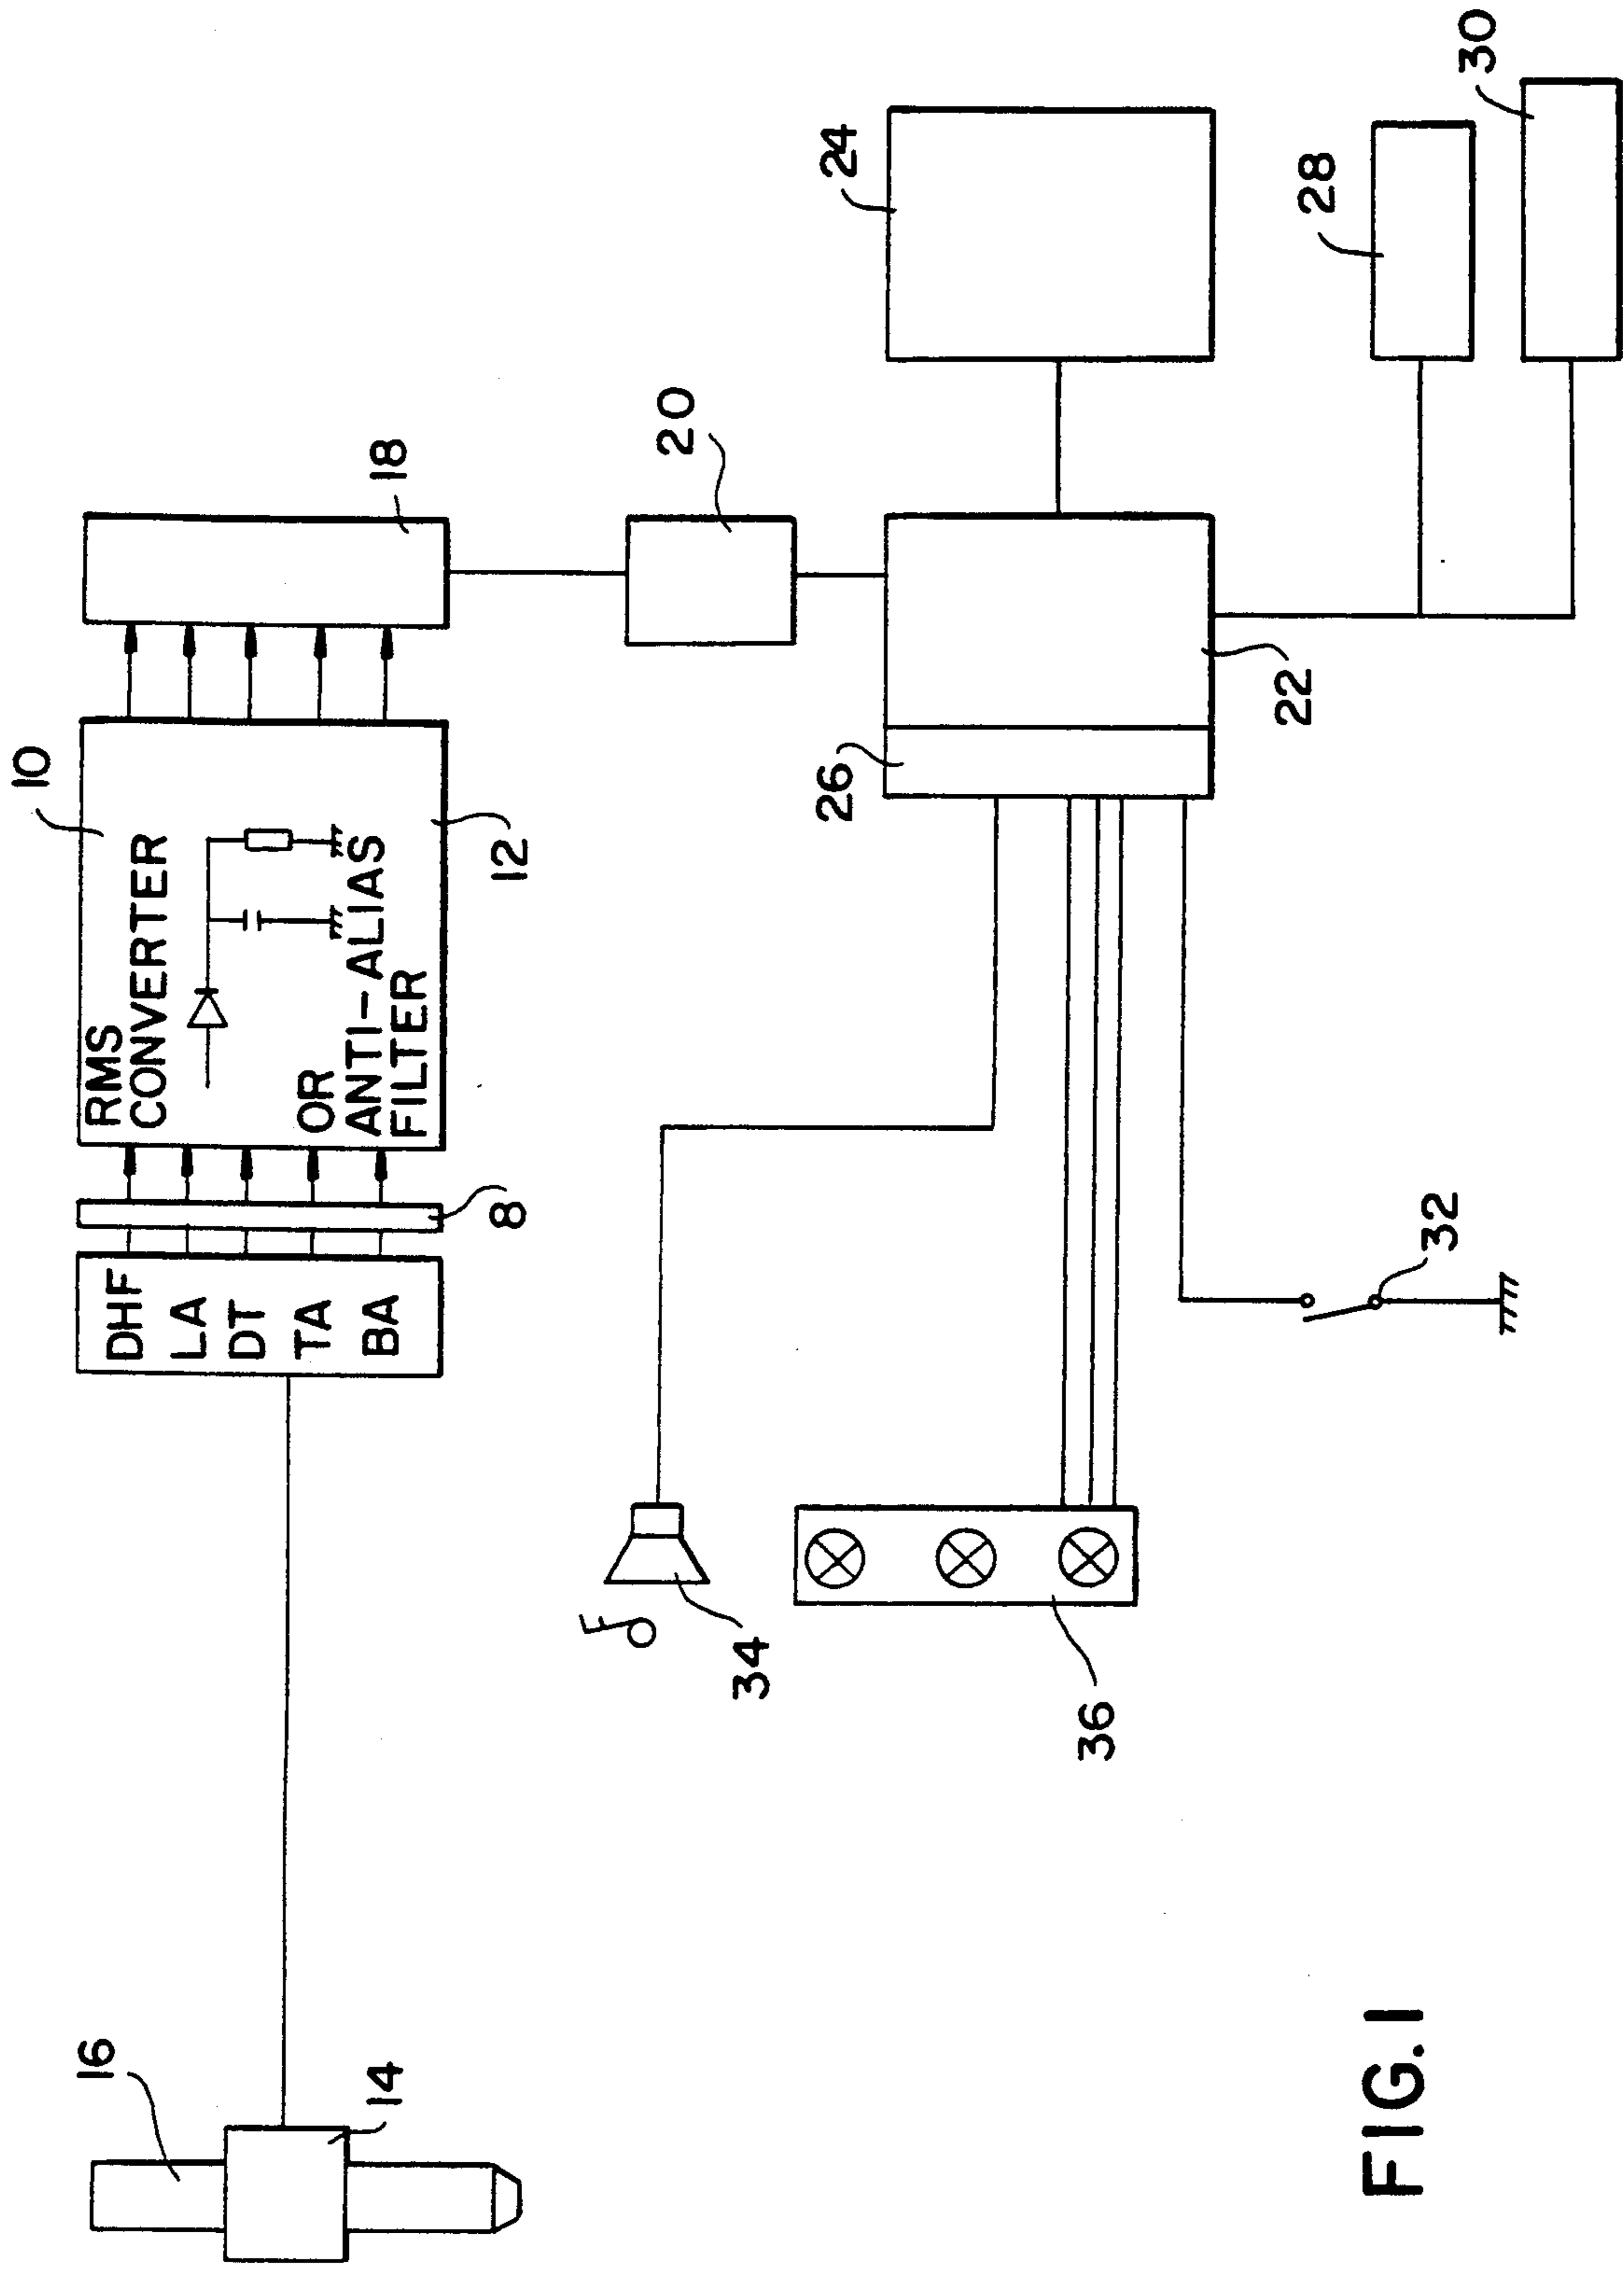 16
14
DHF
LA
DT
TA
BA
8
RMS
CONVERTER
OR
ANTI-ALIAS
FILTER
10
12
18
20
24
26
22
28
30
34
36
32
FIG. 1